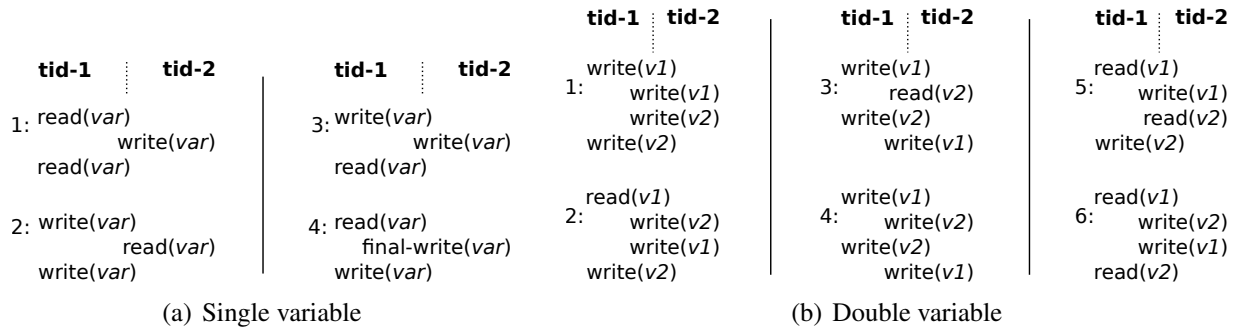 tid-1 tid-2
1: read(var)
write(var)
read(var)
2: write(var)
read(var)
write(var)
tid-1 tid-2
3: write(var)
write(var)
read(var)
4: read(var)
final-write(var)
write(var)
(a) Single variable
tid-1 tid-2
1: write(v1)
write(v1)
write(v2)
write(v2)
2: read(v1)
write(v2)
write(v1)
write(v2)
tid-1 tid-2
3: write(v1)
read(v2)
write(v2)
write(v1)
4: write(v1)
write(v2)
write(v2)
write(v1)
tid-1 tid-2
5: read(v1)
write(v1)
read(v2)
write(v2)
6: read(v1)
write(v2)
write(v1)
read(v2)
(b) Double variable